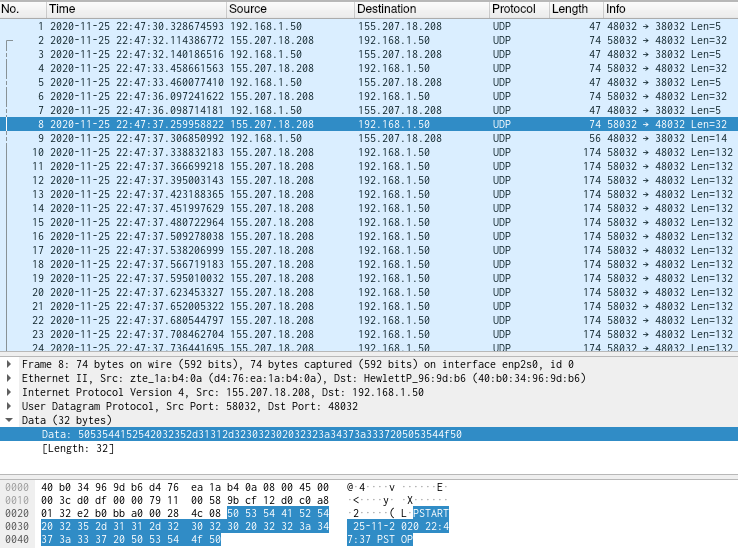 No. Time Source Destination Protocol Length Info
1 2020-11-25 22:47:30.328674593 192.168.1.50 155.207.18.208 UDP 47 48032 → 38032 Len=5
2 2020-11-25 22:47:32.114386772 155.207.18.208 192.168.1.50 UDP 74 58032 → 48032 Len=32
3 2020-11-25 22:47:32.140186516 192.168.1.50 155.207.18.208 UDP 47 48032 → 38032 Len=5
4 2020-11-25 22:47:33.458661563 155.207.18.208 192.168.1.50 UDP 74 58032 → 48032 Len=32
5 2020-11-25 22:47:33.460077410 192.168.1.50 155.207.18.208 UDP 47 48032 → 38032 Len=5
6 2020-11-25 22:47:36.097241622 155.207.18.208 192.168.1.50 UDP 74 58032 → 48032 Len=32
7 2020-11-25 22:47:36.098714181 192.168.1.50 155.207.18.208 UDP 47 48032 → 38032 Len=5
8 2020-11-25 22:47:37.259958822 155.207.18.208 192.168.1.50 UDP 74 58032 → 48032 Len=32
9 2020-11-25 22:47:37.306850992 192.168.1.50 155.207.18.208 UDP 56 48032 → 38032 Len=14
10 2020-11-25 22:47:37.338832183 155.207.18.208 192.168.1.50 UDP 174 58032 → 48032 Len=132
11 2020-11-25 22:47:37.366699218 155.207.18.208 192.168.1.50 UDP 174 58032 → 48032 Len=132
12 2020-11-25 22:47:37.395003143 155.207.18.208 192.168.1.50 UDP 174 58032 → 48032 Len=132
13 2020-11-25 22:47:37.423188365 155.207.18.208 192.168.1.50 UDP 174 58032 → 48032 Len=132
14 2020-11-25 22:47:37.451997629 155.207.18.208 192.168.1.50 UDP 174 58032 → 48032 Len=132
15 2020-11-25 22:47:37.480722964 155.207.18.208 192.168.1.50 UDP 174 58032 → 48032 Len=132
16 2020-11-25 22:47:37.509278038 155.207.18.208 192.168.1.50 UDP 174 58032 → 48032 Len=132
17 2020-11-25 22:47:37.538206999 155.207.18.208 192.168.1.50 UDP 174 58032 → 48032 Len=132
18 2020-11-25 22:47:37.566719183 155.207.18.208 192.168.1.50 UDP 174 58032 → 48032 Len=132
19 2020-11-25 22:47:37.595010032 155.207.18.208 192.168.1.50 UDP 174 58032 → 48032 Len=132
20 2020-11-25 22:47:37.623453327 155.207.18.208 192.168.1.50 UDP 174 58032 → 48032 Len=132
21 2020-11-25 22:47:37.652005322 155.207.18.208 192.168.1.50 UDP 174 58032 → 48032 Len=132
22 2020-11-25 22:47:37.680544797 155.207.18.208 192.168.1.50 UDP 174 58032 → 48032 Len=132
23 2020-11-25 22:47:37.708462704 155.207.18.208 192.168.1.50 UDP 174 58032 → 48032 Len=132
24 2020-11-25 22:47:37.736441695 155.207.18.208 192.168.1.50 UDP 174 58032 → 48032 Len=132
Frame 8: 74 bytes on wire (592 bits), 74 bytes captured (592 bits) on interface enp2s0, id 0
Ethernet II, Src: zte_1a:b4:0a (d4:76:ea:1a:b4:0a), Dst: HewlettP_96:9d:b6 (40:b0:34:96:9d:b6)
Internet Protocol Version 4, Src: 155.207.18.208, Dst: 192.168.1.50
User Datagram Protocol, Src Port: 58032, Dst Port: 48032
Data (32 bytes)
Data: 5053544152542032352d31312d323032302032323a34373a3337205053544f50
[Length: 32]
0000 40 b0 34 96 9d b6 d4 76 ea 1a b4 0a 08 00 45 00 @·4····v ······E·
0010 00 3c d0 df 00 00 79 11 00 58 9b cf 12 d0 c0 a8 ·<····y· ·X······
0020 01 32 e2 b0 bb a0 00 28 4c 08 50 53 54 41 52 54 ·2·····( L·PSTART
0030 20 32 35 2d 31 31 2d 32 30 32 30 20 32 32 3a 34 25-11-2 020 22:4
0040 37 3a 33 37 20 50 53 54 4f 50 7:37 PST OP